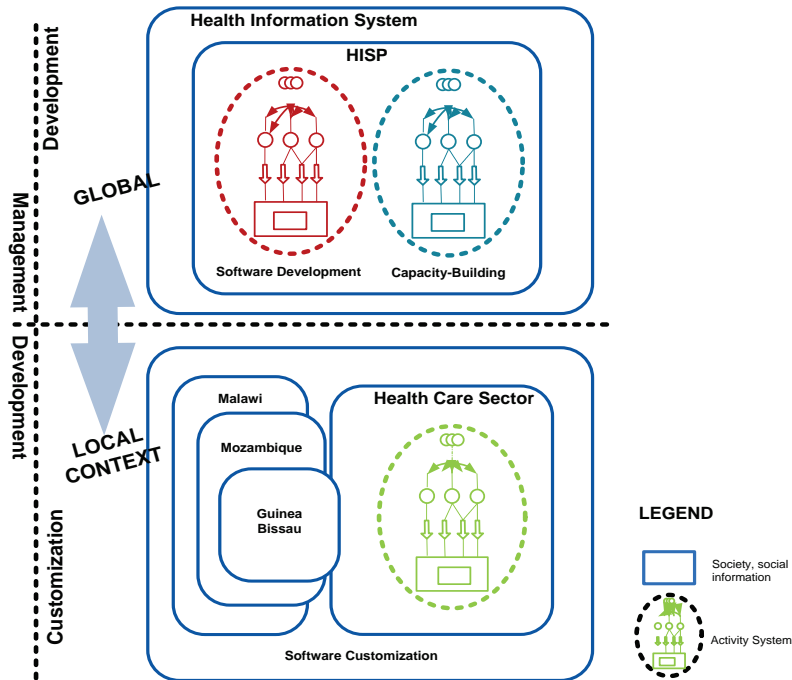 Health Information System
HISP
Software Development
Capacity-Building
Development
Management
GLOBAL
Development
LOCAL
CONTEXT
Customization
Malawi
Mozambique
Guinea
Bissau
Health Care Sector
Software Customization
LEGEND
Society, social
information
Activity System